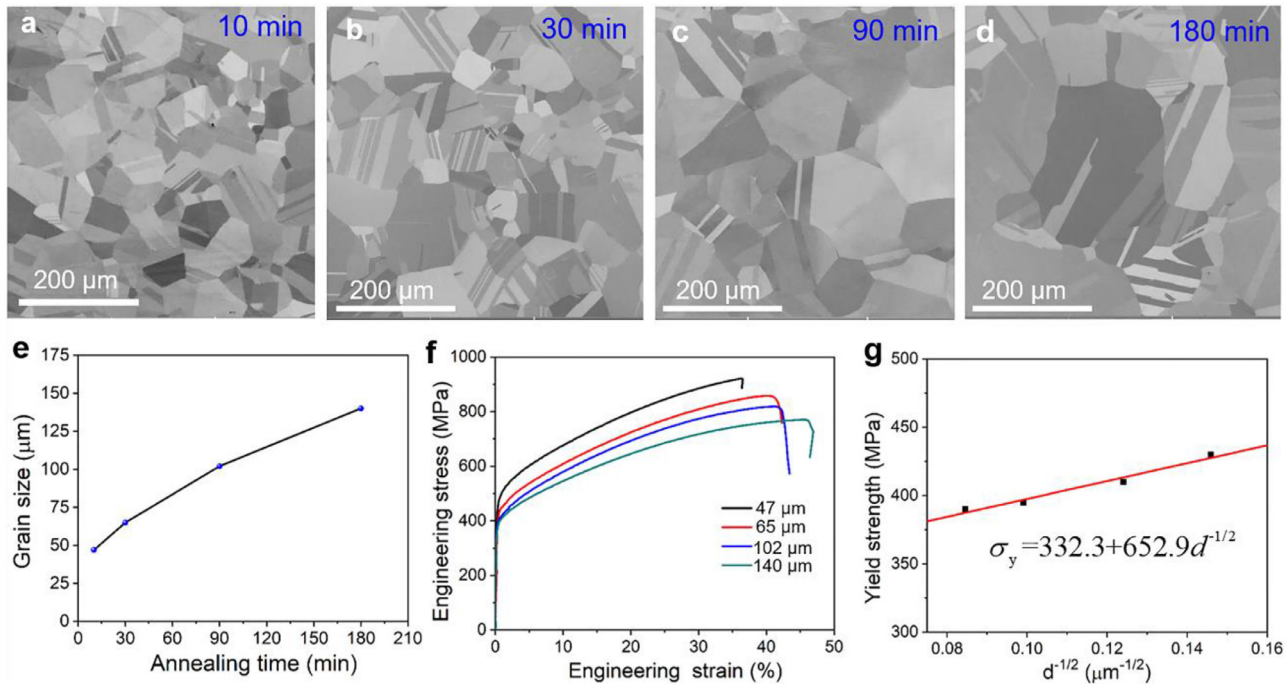 a 10 min
b 30 min
c 90 min
d 180 min
200 μm
200 μm
200 μm
200 μm
e
175
150
125
100
75
50
25
0
Grain size (μm)
0 30 60 90 120 150 180 210
Annealing time (min)
f
1000
800
600
400
200
0
Engineering stress (MPa)
47 μm
65 μm
102 μm
140 μm
0 10 20 30 40 50
Engineering strain (%)
g
500
450
400
350
300
Yield strength (MPa)
σy =332.3+652.9d-1/2
0.08 0.10 0.12 0.14 0.16
d-1/2 (μm-1/2)